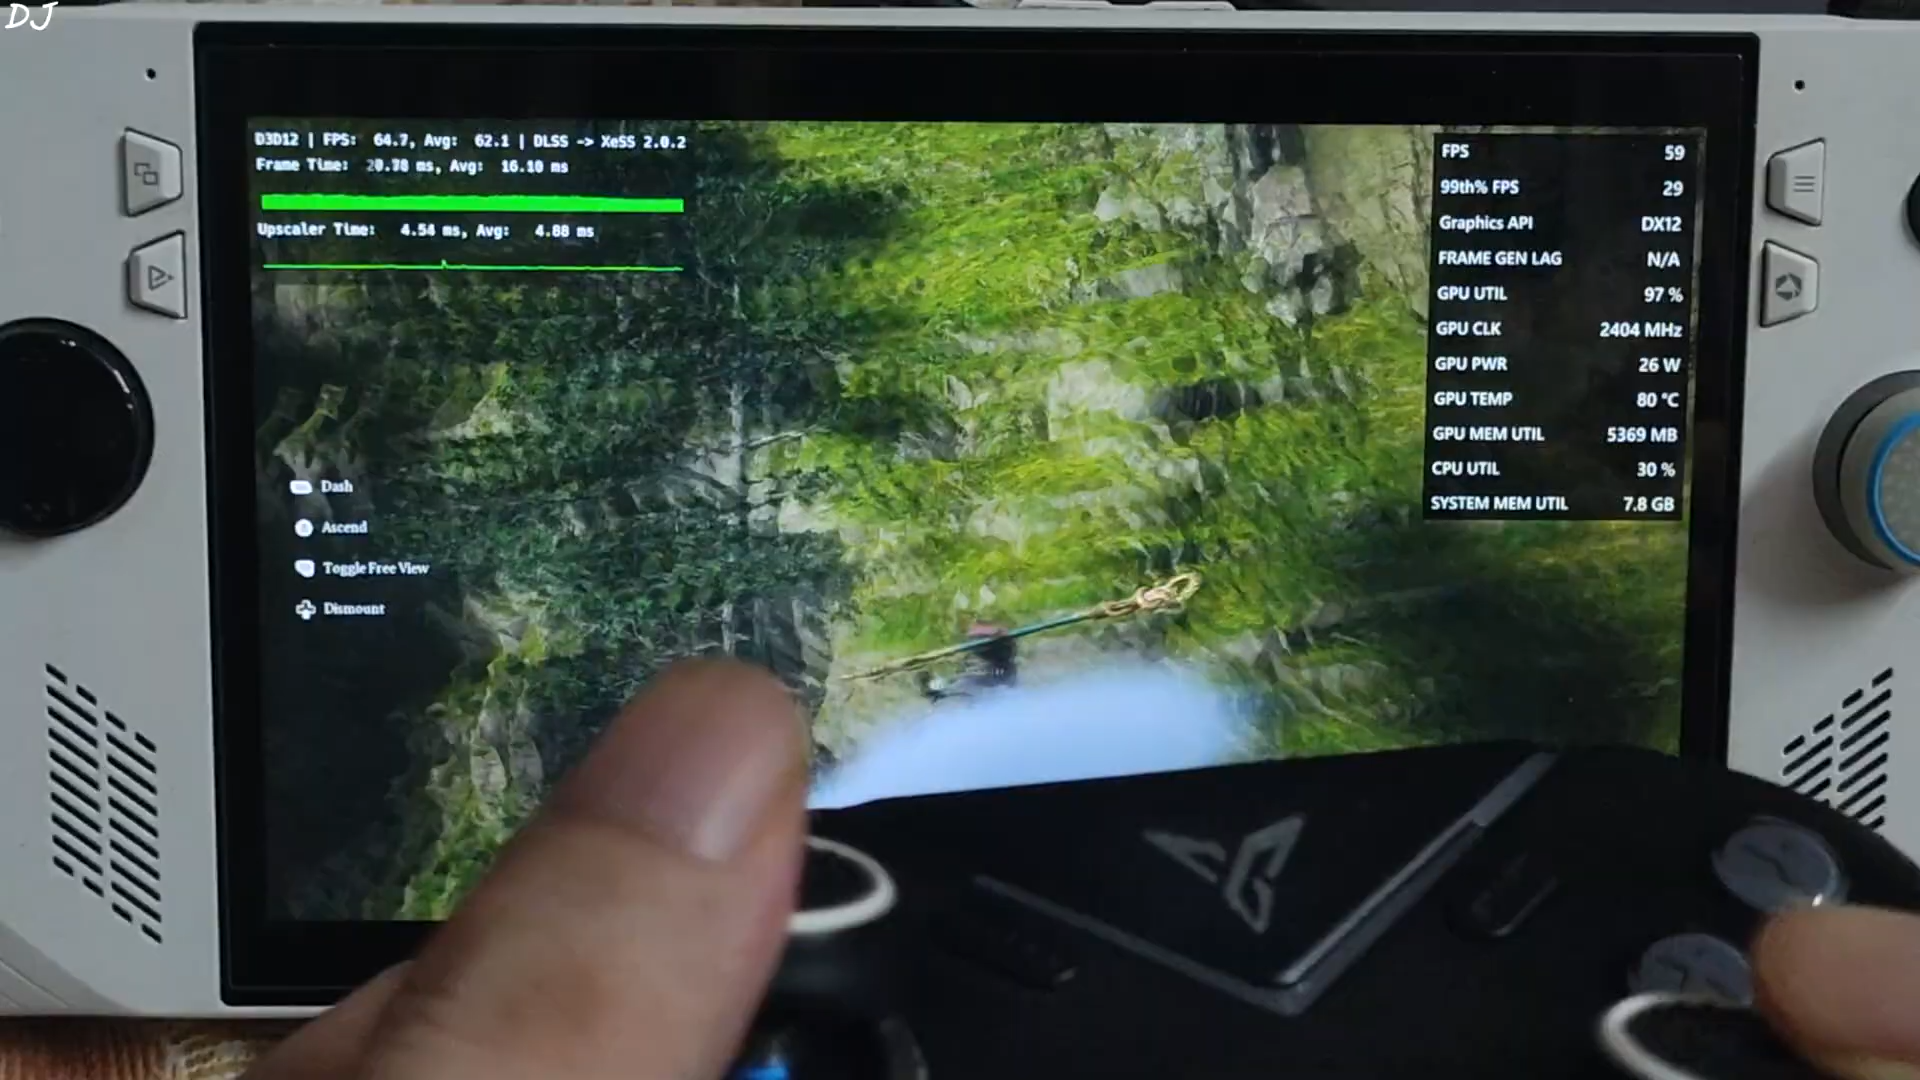 DJ
D3D12 | FPS: 64.7, Avg: 62.1 | DLSS -> XeSS 2.0.2
Frame Time: 20.78 ms, Avg: 16.10 ms
Upscaler Time: 4.54 ms, Avg: 4.88 ms
Dash
Ascend
Toggle Free View
Dismount
FPS 59
99th% FPS 29
Graphics API DX12
FRAME GEN LAG N/A
GPU UTIL 97 %
GPU CLK 2404 MHz
GPU PWR 26 W
GPU TEMP 80 °C
GPU MEM UTIL 5369 MB
CPU UTIL 30 %
SYSTEM MEM UTIL 7.8 GB